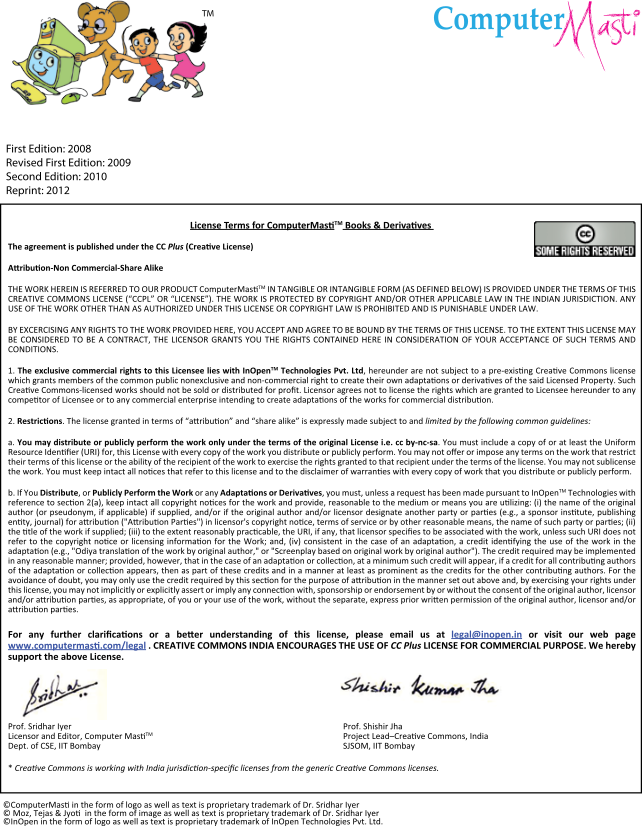 TM
ComputerMasti
First Edition: 2008
Revised First Edition: 2009
Second Edition: 2010
Reprint: 2012
License Terms for ComputerMasti™ Books & Derivatives
The agreement is published under the CC Plus (Creative License)
cc
SOME RIGHTS RESERVED
Attribution-Non Commercial-Share Alike
THE WORK HEREIN IS REFERRED TO OUR PRODUCT ComputerMasti™ IN TANGIBLE OR INTANGIBLE FORM (AS DEFINED BELOW) IS PROVIDED UNDER THE TERMS OF THIS
CREATIVE COMMONS LICENSE ("CCPL" OR "LICENSE"). THE WORK IS PROTECTED BY COPYRIGHT AND/OR OTHER APPLICABLE LAW IN THE INDIAN JURISDICTION. ANY
USE OF THE WORK OTHER THAN AS AUTHORIZED UNDER THIS LICENSE OR COPYRIGHT LAW IS PROHIBITED AND IS PUNISHABLE UNDER LAW.
BY EXCERCISING ANY RIGHTS TO THE WORK PROVIDED HERE, YOU ACCEPT AND AGREE TO BE BOUND BY THE TERMS OF THIS LICENSE. TO THE EXTENT THIS LICENSE MAY
BE CONSIDERED TO BE A CONTRACT, THE LICENSOR GRANTS YOU THE RIGHTS CONTAINED HERE IN CONSIDERATION OF YOUR ACCEPTANCE OF SUCH TERMS AND
CONDITIONS.
1. The exclusive commercial rights to this Licensee lies with InOpen™ Technologies Pvt. Ltd, hereunder are not subject to a pre-existing Creative Commons license
which grants members of the common public nonexclusive and non-commercial right to create their own adaptations or derivatives of the said Licensed Property. Such
Creative Commons-licensed works should not be sold or distributed for profit. Licensor agrees not to license the rights which are granted to Licensee hereunder to any
competitor of Licensee or to any commercial enterprise intending to create adaptations of the works for commercial distribution.
2. Restrictions. The license granted in terms of "attribution" and "share alike" is expressly made subject to and limited by the following common guidelines:
a. You may distribute or publicly perform the work only under the terms of the original License i.e. cc by-nc-sa. You must include a copy of or at least the Uniform
Resource Identifier (URI) for, this License with every copy of the work you distribute or publicly perform. You may not offer or impose any terms on the work that restrict
their terms of this license or the ability of the recipient of the work to exercise the rights granted to that recipient under the terms of the license. You may not sublicense
the work. You must keep intact all notices that refer to this license and to the disclaimer of warranties with every copy of work that you distribute or publicly perform.
b. If You Distribute, or Publicly Perform the Work or any Adaptations or Derivatives, you must, unless a request has been made pursuant to InOpen™ Technologies with
reference to section 2(a), keep intact all copyright notices for the work and provide, reasonable to the medium or means you are utilizing: (i) the name of the original
author (or pseudonym, if applicable) if supplied, and/or if the original author and/or licensor designate another party or parties (e.g., a sponsor institute, publishing
entity, journal) for attribution ("Attribution Parties") in licensor's copyright notice, terms of service or by other reasonable means, the name of such party or parties; (ii)
the title of the work if supplied; (iii) to the extent reasonably practicable, the URI, if any, that licensor specifies to be associated with the work, unless such URI does not
refer to the copyright notice or licensing information for the Work; and, (iv) consistent in the case of an adaptation, a credit identifying the use of the work in the
adaptation (e.g., "Odiya translation of the work by original author," or "Screenplay based on original work by original author"). The credit required may be implemented
in any reasonable manner; provided, however, that in the case of an adaptation or collection, at a minimum such credit will appear, if a credit for all contributing authors
of the adaptation or collection appears, then as part of these credits and in a manner at least as prominent as the credits for the other contributing authors. For the
avoidance of doubt, you may only use the credit required by this section for the purpose of attribution in the manner set out above and, by exercising your rights under
this license, you may not implicitly or explicitly assert or imply any connection with, sponsorship or endorsement by or without the consent of the original author, licensor
and/or attribution parties, as appropriate, of you or your use of the work, without the separate, express prior written permission of the original author, licensor and/or
attribution parties.
For any further clarifications or a better understanding of this license, please email us at legal@inopen.in or visit our web page
www.computermasti.com/legal . CREATIVE COMMONS INDIA ENCOURAGES THE USE OF CC Plus LICENSE FOR COMMERCIAL PURPOSE. We hereby
support the above License.
Sridhar
Shishir Kumar Jha
Prof. Sridhar Iyer
Licensor and Editor, Computer Masti™
Dept. of CSE, IIT Bombay
Prof. Shishir Jha
Project Lead–Creative Commons, India
SJSOM, IIT Bombay
* Creative Commons is working with India jurisdiction-specific licenses from the generic Creative Commons licenses.
©ComputerMasti in the form of logo as well as text is proprietary trademark of Dr. Sridhar Iyer
© Moz, Tejas & Jyoti in the form of image as well as text is proprietary trademark of Dr. Sridhar Iyer
©InOpen in the form of logo as well as text is proprietary trademark of InOpen Technologies Pvt. Ltd.